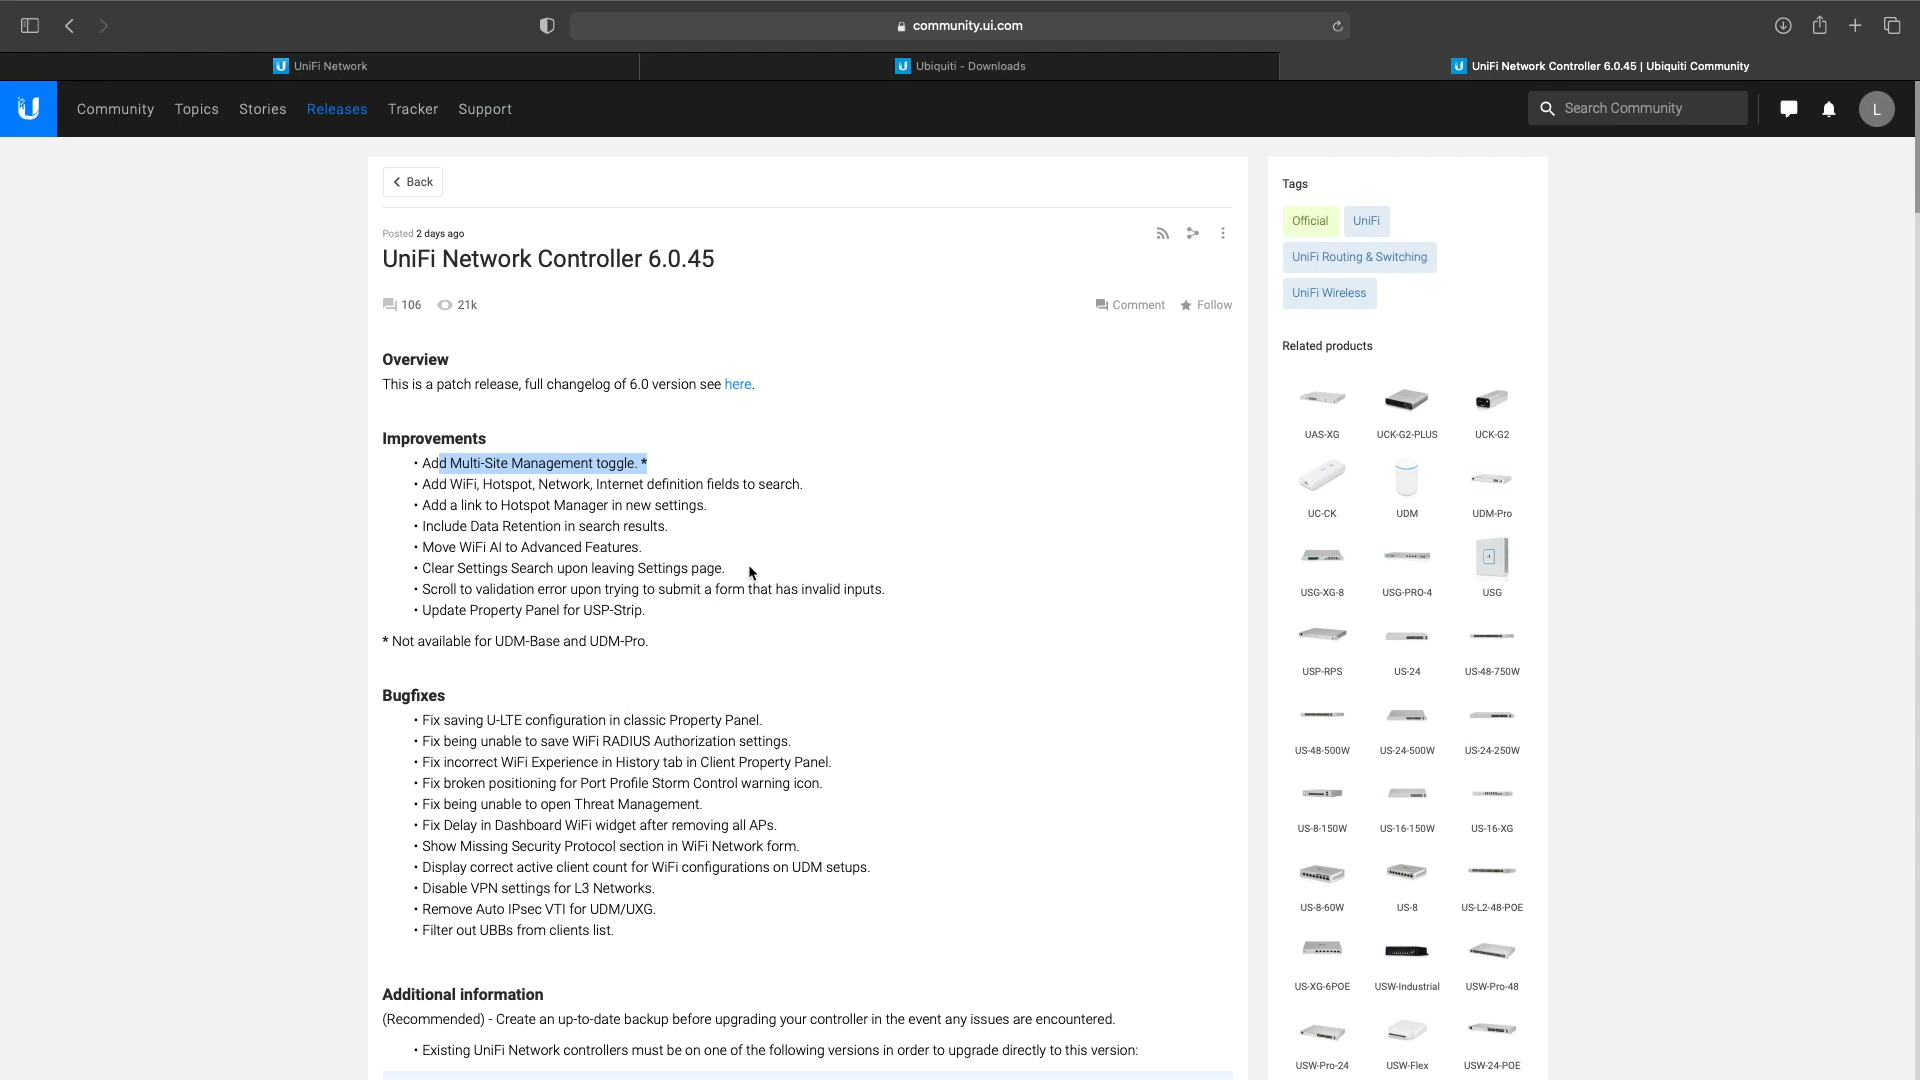 community.ui.com
UniFi Network
Ubiquiti - Downloads
UniFi Network Controller 6.0.45 | Ubiquiti Community
Community Topics Stories Releases Tracker Support
Search Community
L
Back
Posted 2 days ago
UniFi Network Controller 6.0.45
106 21k
Comment Follow
Overview
This is a patch release, full changelog of 6.0 version see here.
Improvements
• Add Multi-Site Management toggle. *
• Add WiFi, Hotspot, Network, Internet definition fields to search.
• Add a link to Hotspot Manager in new settings.
• Include Data Retention in search results.
• Move WiFi AI to Advanced Features.
• Clear Settings Search upon leaving Settings page.
• Scroll to validation error upon trying to submit a form that has invalid inputs.
• Update Property Panel for USP-Strip.
* Not available for UDM-Base and UDM-Pro.
Bugfixes
• Fix saving U-LTE configuration in classic Property Panel.
• Fix being unable to save WiFi RADIUS Authorization settings.
• Fix incorrect WiFi Experience in History tab in Client Property Panel.
• Fix broken positioning for Port Profile Storm Control warning icon.
• Fix being unable to open Threat Management.
• Fix Delay in Dashboard WiFi widget after removing all APs.
• Show Missing Security Protocol section in WiFi Network form.
• Display correct active client count for WiFi configurations on UDM setups.
• Disable VPN settings for L3 Networks.
• Remove Auto IPsec VTI for UDM/UXG.
• Filter out UBBs from clients list.
Additional information
(Recommended) - Create an up-to-date backup before upgrading your controller in the event any issues are encountered.
• Existing UniFi Network controllers must be on one of the following versions in order to upgrade directly to this version:
Tags
Official UniFi
UniFi Routing & Switching
UniFi Wireless
Related products
UAS-XG UCK-G2-PLUS UCK-G2
UC-CK UDM UDM-Pro
USG-XG-8 USG-PRO-4 USG
USP-RPS US-24 US-48-750W
US-48-500W US-24-500W US-24-250W
US-8-150W US-16-150W US-16-XG
US-8-60W US-8 US-L2-48-POE
US-XG-6POE USW-Industrial USW-Pro-48
USW-Pro-24 USW-Flex USW-24-POE